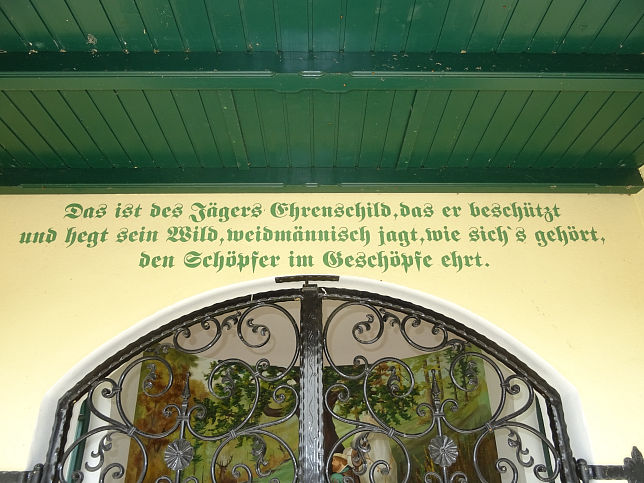 Das ist des Jägers Ehrenschild,das er beschützt
und hegt sein Wild,weidmännisch jagt,wie sich`s gehört,
den Schöpfer im Geschöpfe ehrt.